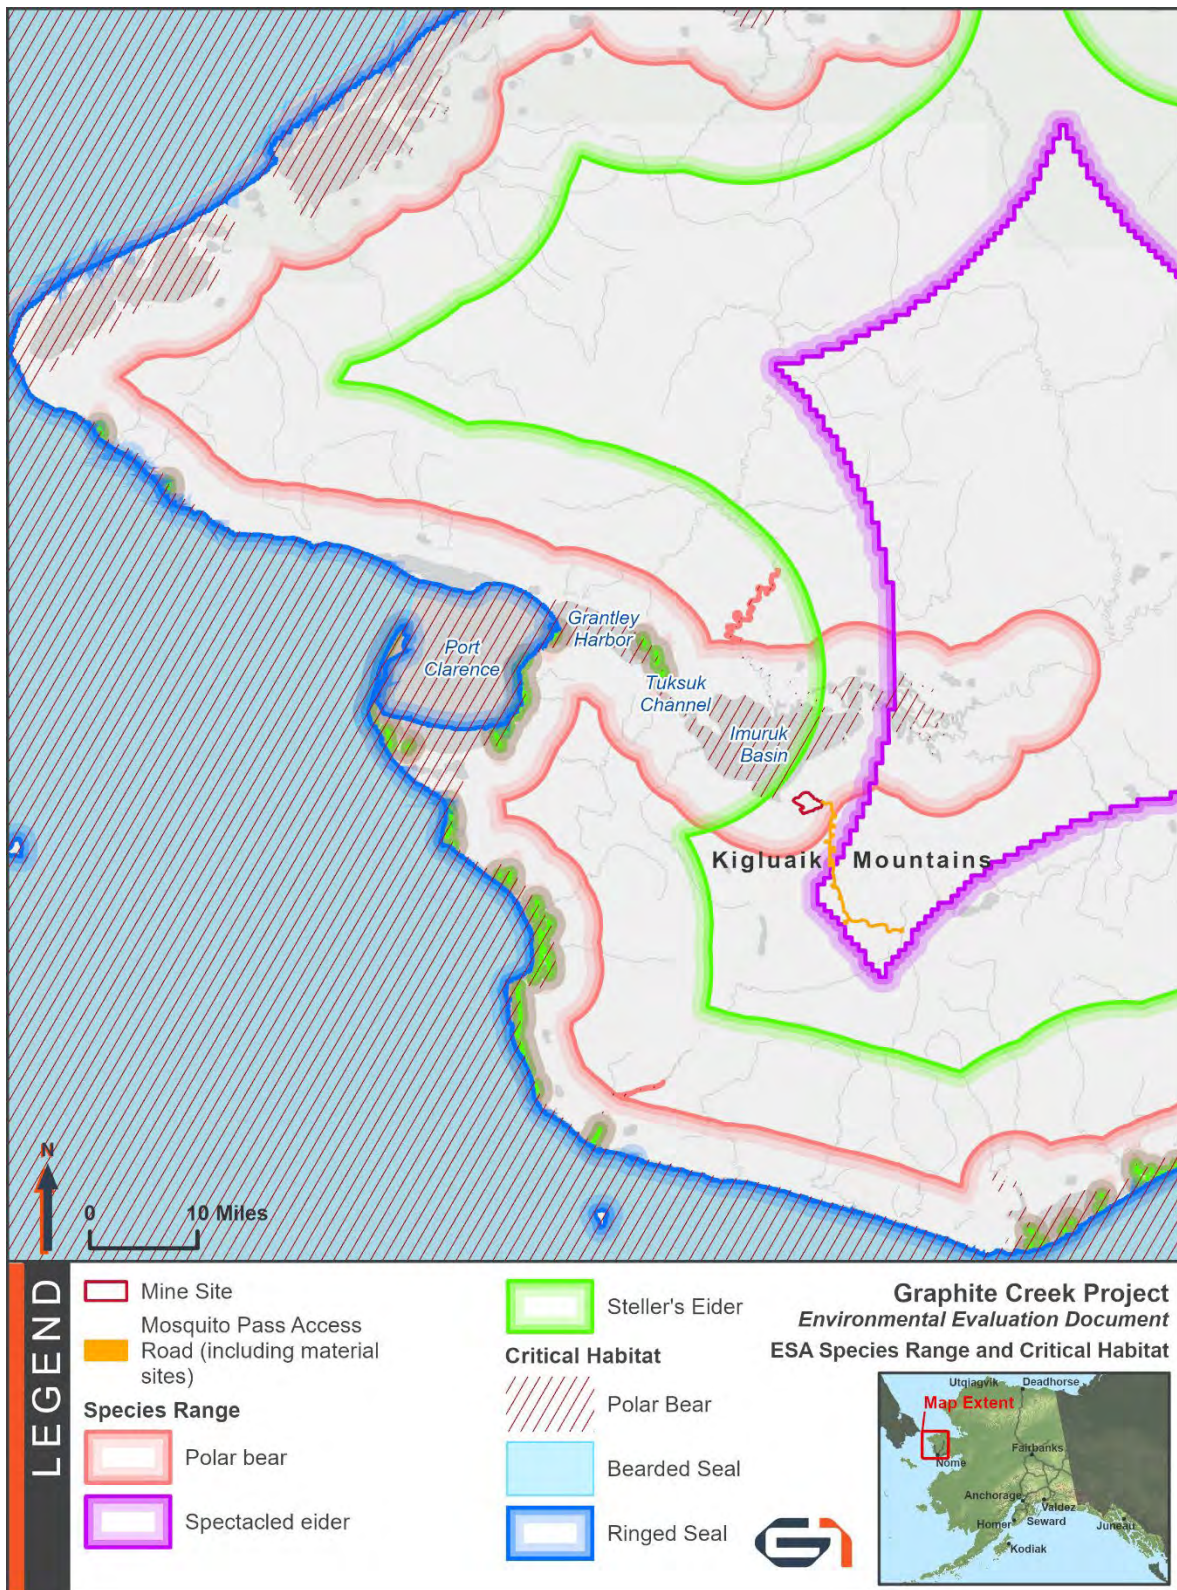 Grantley
Harbor
Port
Clarence
Tuksuk
Channel
Imuruk
Basin
Kigluaik Mountains
N
0 10 Miles
LEGEND
Mine Site
Mosquito Pass Access
Road (including material
sites)
Species Range
Polar bear
Spectacled eider
Steller's Eider
Critical Habitat
Polar Bear
Bearded Seal
Ringed Seal
Graphite Creek Project
Environmental Evaluation Document
ESA Species Range and Critical Habitat
Utqiagvik Deadhorse
Map Extent
Fairbanks
Nome
Anchorage
Valdez
Homer Seward
Juneau
Kodiak
G1